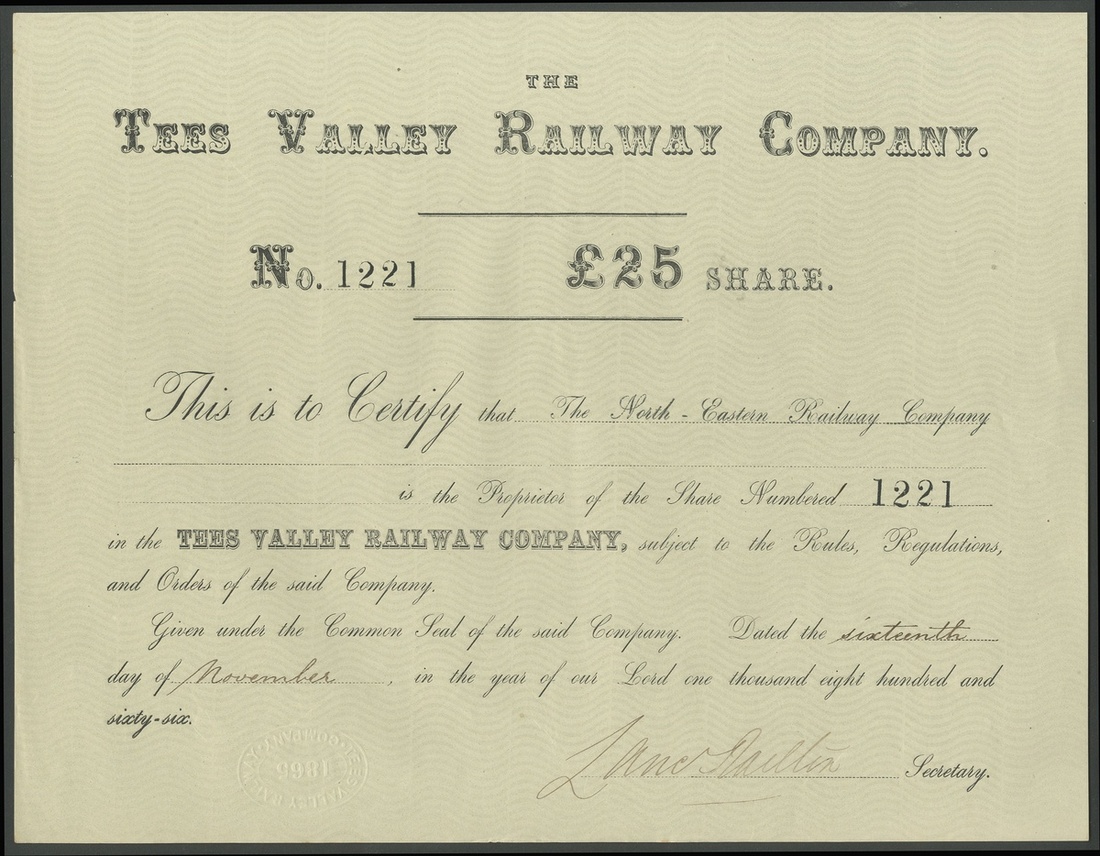 THE
TEES VALLEY RAILWAY COMPANY.
No. 1221 £25 SHARE.
This is to Certify that The North-Eastern Railway Company
is the Proprietor of the Share Numbered 1221
in the TEES VALLEY RAILWAY COMPANY, subject to the Rules, Regulations,
and Orders of the said Company.
Given under the Common Seal of the said Company. Dated the sixteenth
day of November, in the year of our Lord one thousand eight hundred and
sixty-six.
Secretary.